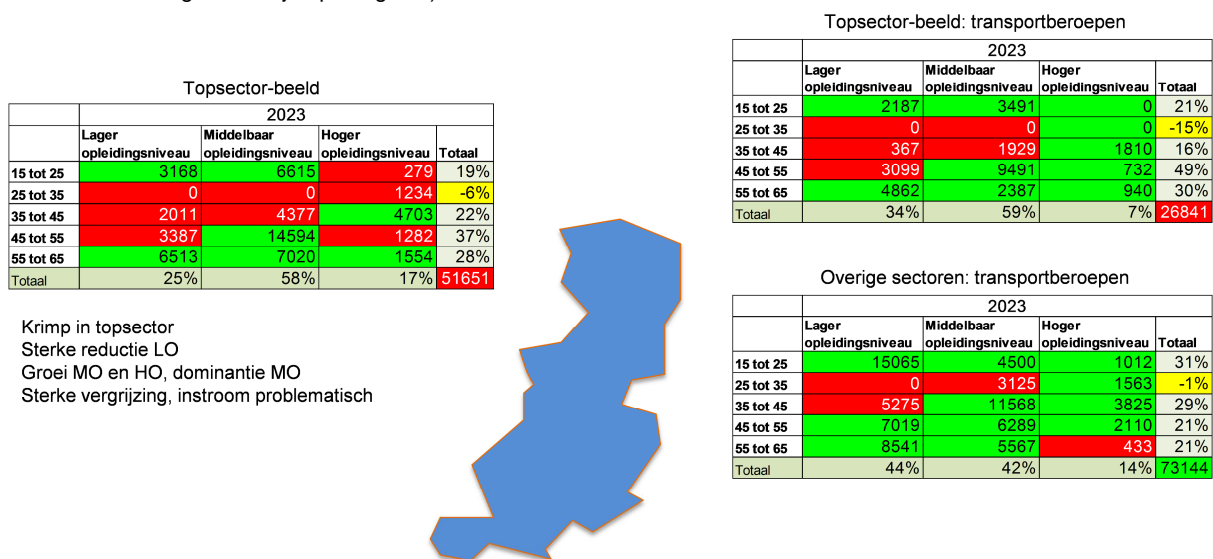 Topsector-beeld
2023
Lager opleidingsniveau Middelbaar opleidingsniveau Hoger opleidingsniveau Totaal
15 tot 25 3168 6615 279 19%
25 tot 35 0 0 1234 -6%
35 tot 45 2011 4377 4703 22%
45 tot 55 3387 14594 1282 37%
55 tot 65 6513 7020 1554 28%
Totaal 25% 58% 17% 51651
Krimp in topsector
Sterke reductie LO
Groei MO en HO, dominantie MO
Sterke vergrijzing, instroom problematisch
Topsector-beeld: transportberoepen
2023
Lager opleidingsniveau Middelbaar opleidingsniveau Hoger opleidingsniveau Totaal
15 tot 25 2187 3491 0 21%
25 tot 35 0 0 0 -15%
35 tot 45 367 1929 1810 16%
45 tot 55 3099 9491 732 49%
55 tot 65 4862 2387 940 30%
Totaal 34% 59% 7% 26841
Overige sectoren: transportberoepen
2023
Lager opleidingsniveau Middelbaar opleidingsniveau Hoger opleidingsniveau Totaal
15 tot 25 15065 4500 1012 31%
25 tot 35 0 3125 1563 -1%
35 tot 45 5275 11568 3825 29%
45 tot 55 7019 6289 2110 21%
55 tot 65 8541 5567 433 21%
Totaal 44% 42% 14% 73144